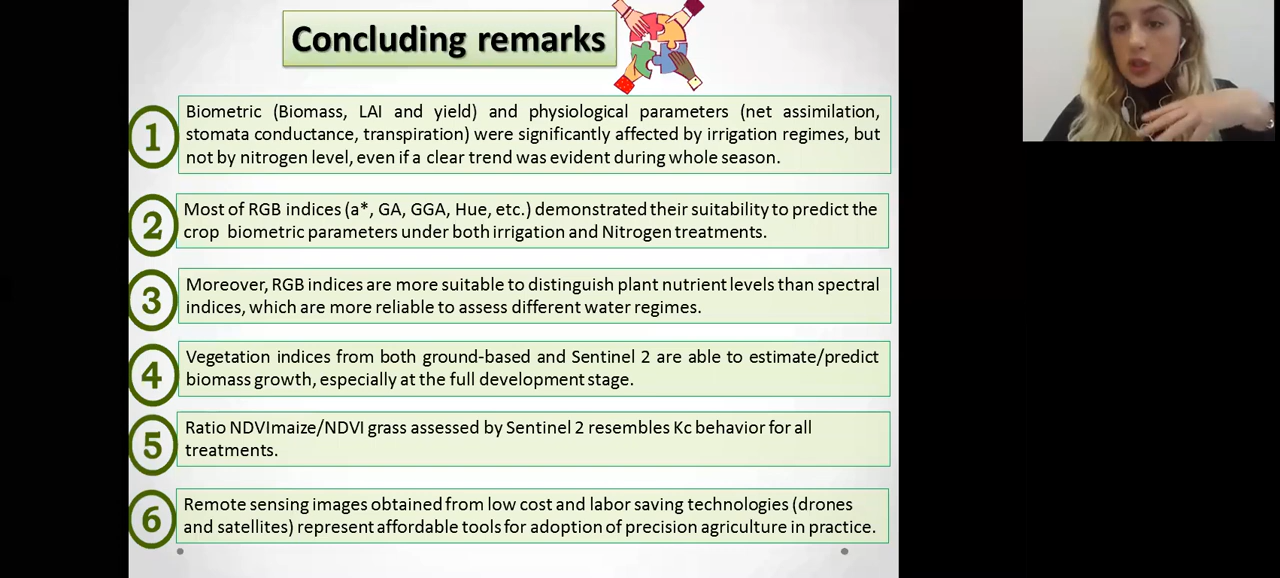 Concluding remarks
1
Biometric (Biomass, LAI and yield) and physiological parameters (net assimilation,
stomata conductance, transpiration) were significantly affected by irrigation regimes, but
not by nitrogen level, even if a clear trend was evident during whole season.
2
Most of RGB indices (a*, GA, GGA, Hue, etc.) demonstrated their suitability to predict the
crop biometric parameters under both irrigation and Nitrogen treatments.
3
Moreover, RGB indices are more suitable to distinguish plant nutrient levels than spectral
indices, which are more reliable to assess different water regimes.
4
Vegetation indices from both ground-based and Sentinel 2 are able to estimate/predict
biomass growth, especially at the full development stage.
5
Ratio NDVImaize/NDVI grass assessed by Sentinel 2 resembles Kc behavior for all
treatments.
6
Remote sensing images obtained from low cost and labor saving technologies (drones
and satellites) represent affordable tools for adoption of precision agriculture in practice.